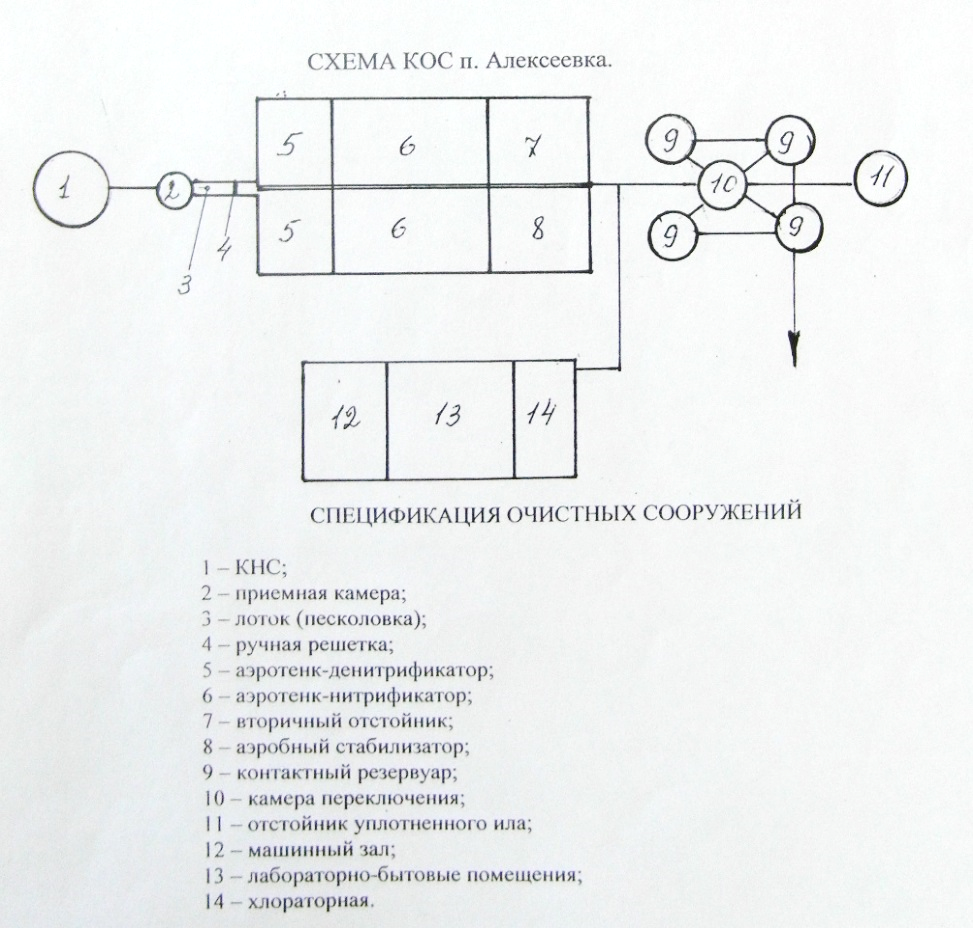 СХЕМА КОС п. Алексеевка.
5 6 7
9 9
1 2 10 11
5 6 8
9 9
4
3
12 13 14
СПЕЦИФИКАЦИЯ ОЧИСТНЫХ СООРУЖЕНИЙ
1 – КНС;
2 – приемная камера;
3 – лоток (песколовка);
4 – ручная решетка;
5 – аэротенк-денитрификатор;
6 – аэротенк-нитрификатор;
7 – вторичный отстойник;
8 – аэробный стабилизатор;
9 – контактный резервуар;
10 – камера переключения;
11 – отстойник уплотненного ила;
12 – машинный зал;
13 – лабораторно-бытовые помещения;
14 – хлораторная.